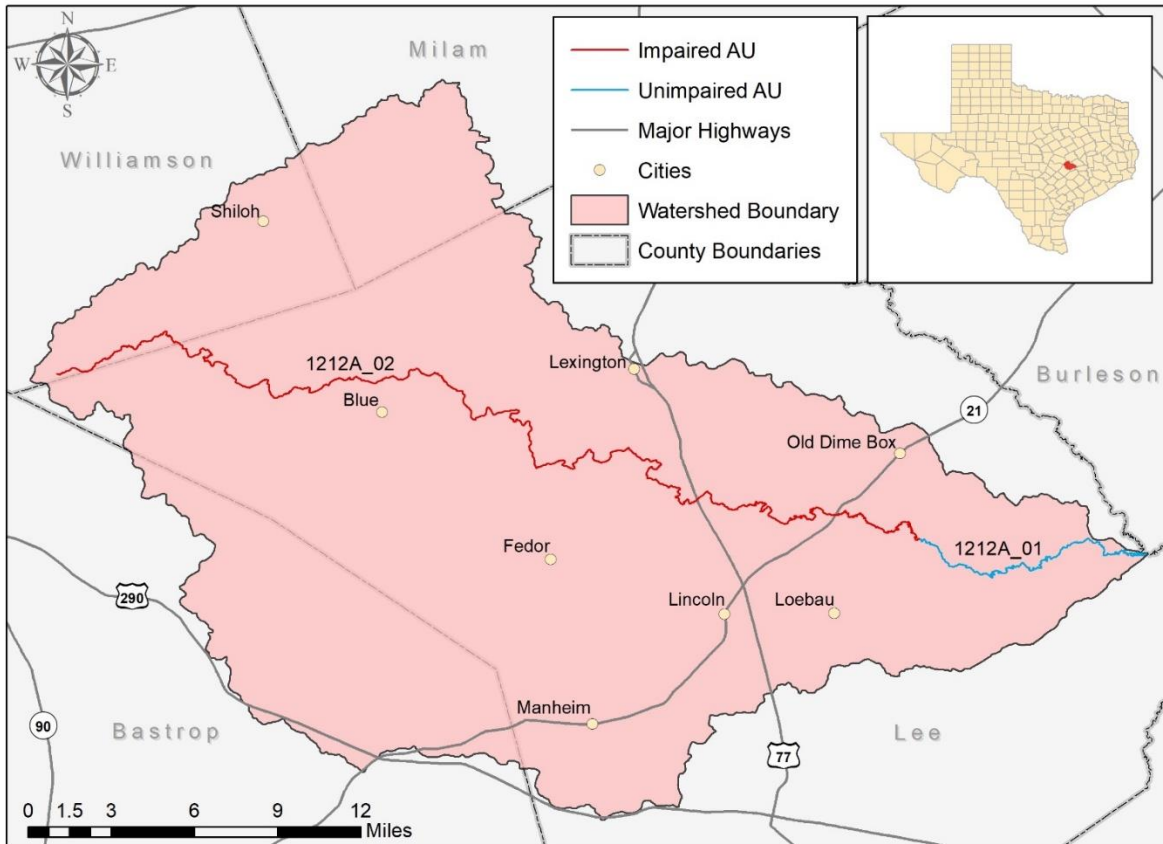 N
W E
S
Milam
Williamson
Shiloh
Impaired AU
Unimpaired AU
Major Highways
Cities
Watershed Boundary
County Boundaries
1212A_02
Blue
Lexington
Burleson
21
Old Dime Box
Fedor
1212A_01
290
Lincoln
Loebau
Manheim
90
Bastrop
Lee
77
0 1.5 3 6 9 12
Miles